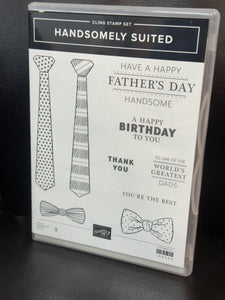 CLING STAMP SET
HANDSOMELY SUITED
HAVE A HAPPY
FATHER'S DAY
HANDSOME
A HAPPY
BIRTHDAY
TO YOU
THANK
YOU
TO ONE OF THE
WORLD'S
GREATEST
DADS
YOU'RE THE BEST